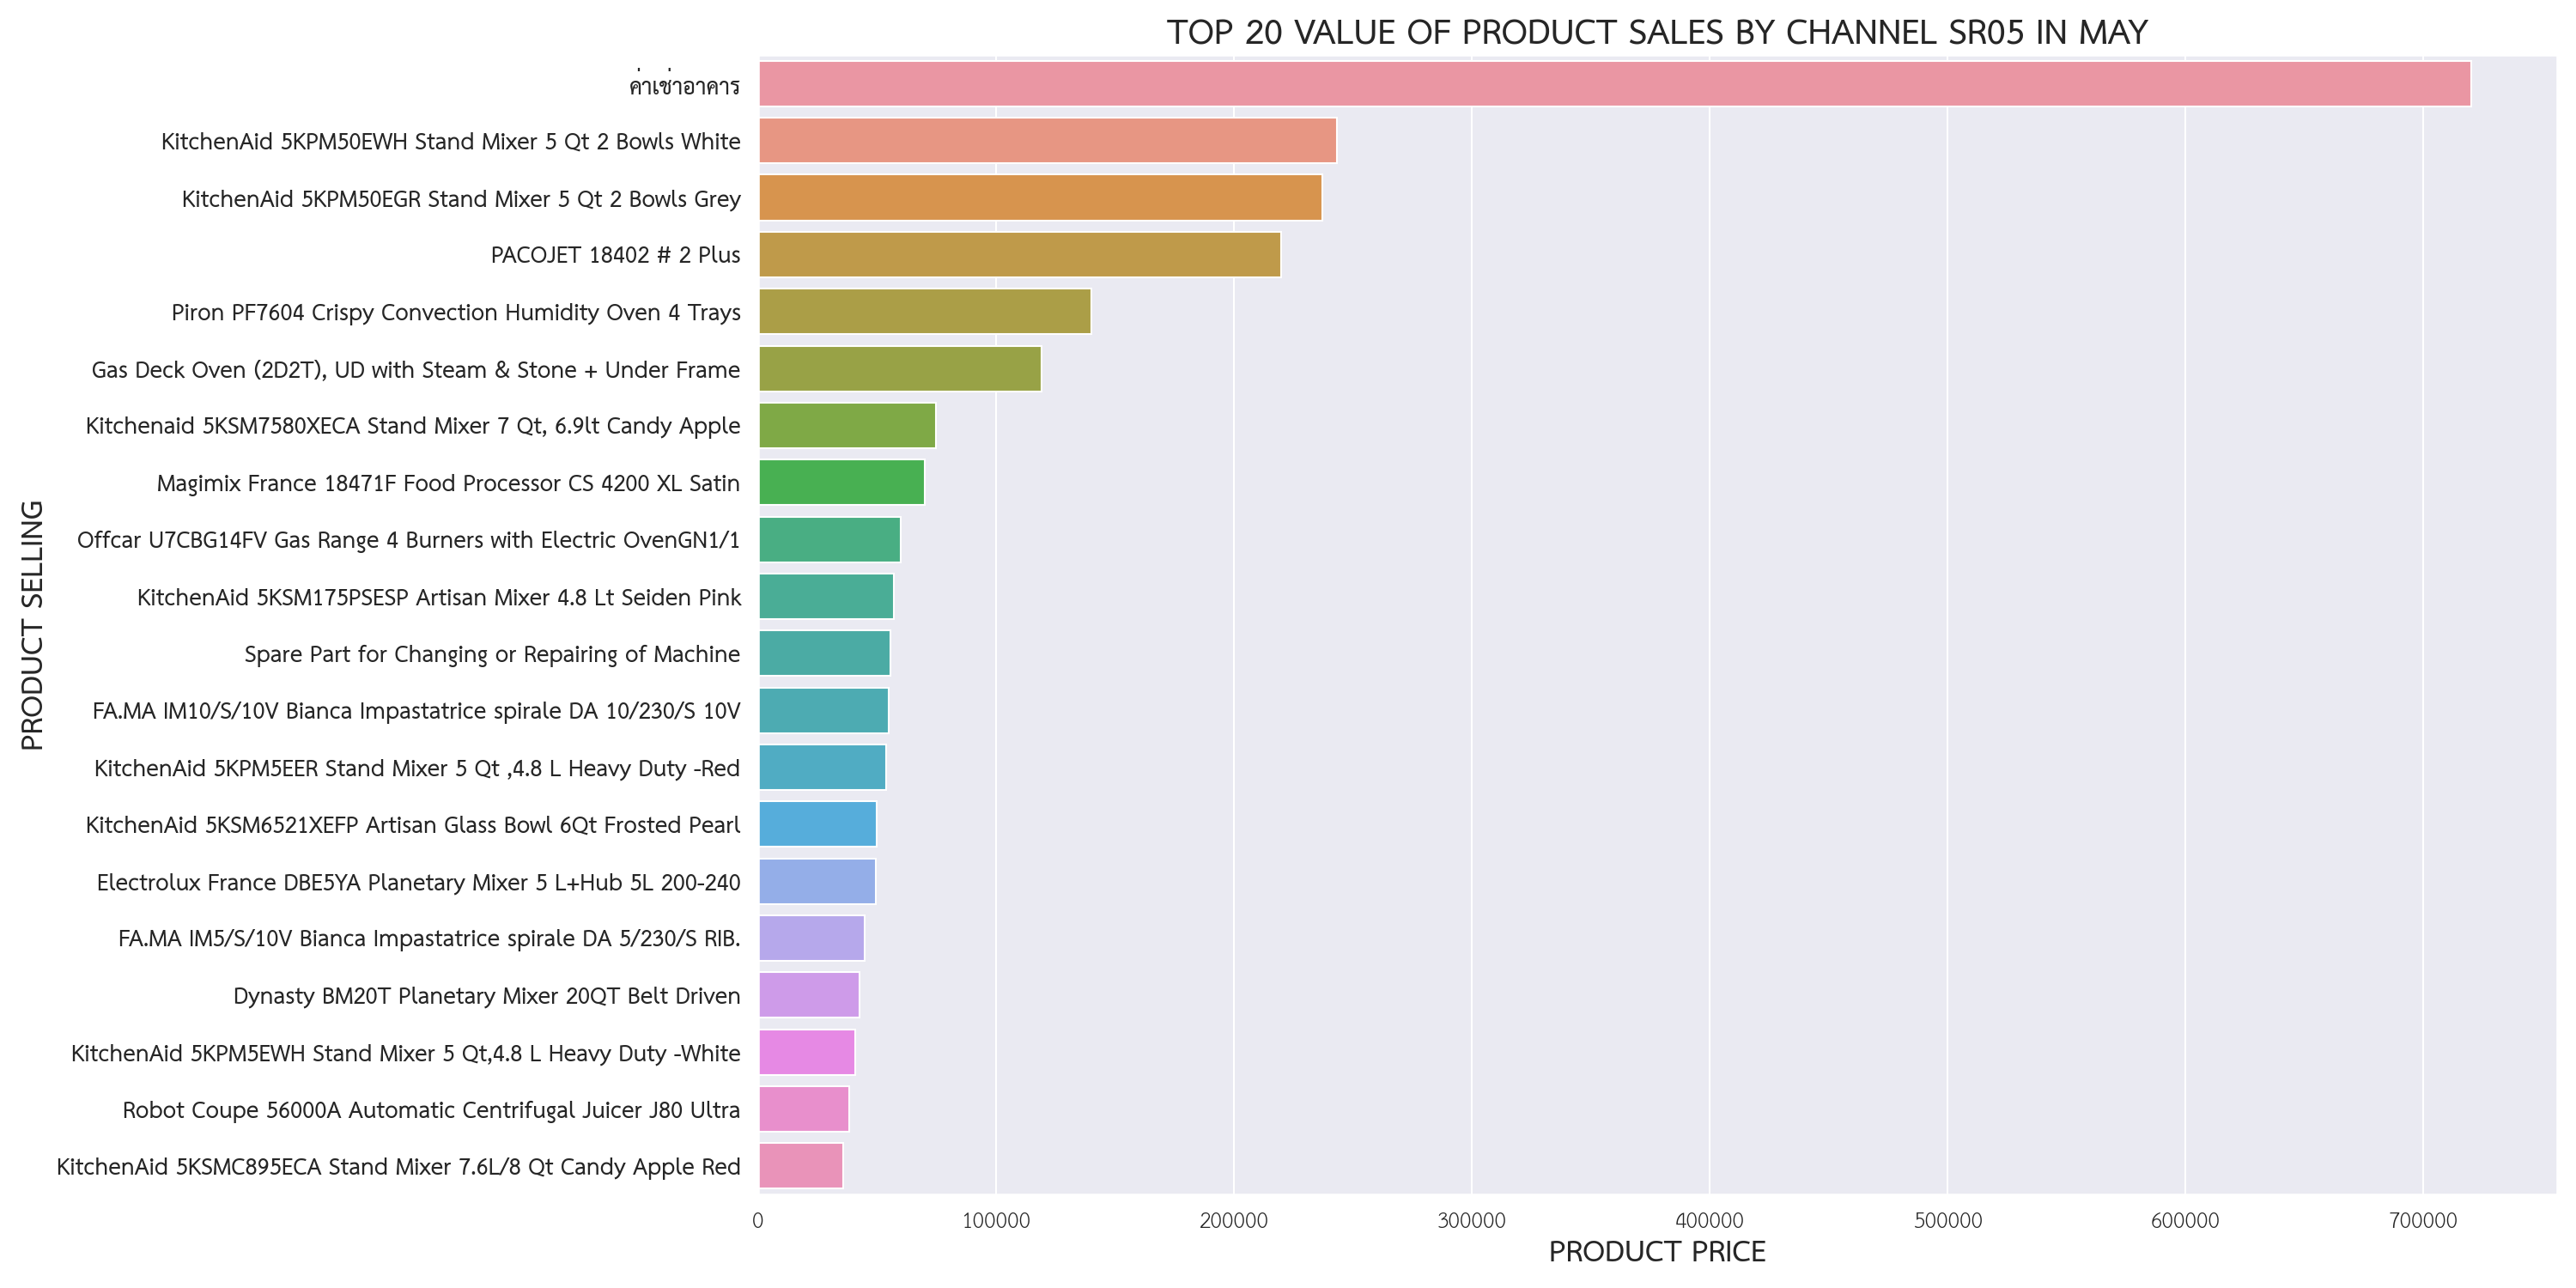 TOP 20 VALUE OF PRODUCT SALES BY CHANNEL SR05 IN MAY
PRODUCT SELLING
ค่าเช่าอาคาร
KitchenAid 5KPM50EWH Stand Mixer 5 Qt 2 Bowls White
KitchenAid 5KPM50EGR Stand Mixer 5 Qt 2 Bowls Grey
PACOJET 18402 # 2 Plus
Piron PF7604 Crispy Convection Humidity Oven 4 Trays
Gas Deck Oven (2D2T), UD with Steam & Stone + Under Frame
Kitchenaid 5KSM7580XECA Stand Mixer 7 Qt, 6.9lt Candy Apple
Magimix France 18471F Food Processor CS 4200 XL Satin
Offcar U7CBG14FV Gas Range 4 Burners with Electric OvenGN1/1
KitchenAid 5KSM175PSESP Artisan Mixer 4.8 Lt Seiden Pink
Spare Part for Changing or Repairing of Machine
FA.MA IM10/S/10V Bianca Impastatrice spirale DA 10/230/S 10V
KitchenAid 5KPM5EER Stand Mixer 5 Qt ,4.8 L Heavy Duty -Red
KitchenAid 5KSM6521XEFP Artisan Glass Bowl 6Qt Frosted Pearl
Electrolux France DBE5YA Planetary Mixer 5 L+Hub 5L 200-240
FA.MA IM5/S/10V Bianca Impastatrice spirale DA 5/230/S RIB.
Dynasty BM20T Planetary Mixer 20QT Belt Driven
KitchenAid 5KPM5EWH Stand Mixer 5 Qt,4.8 L Heavy Duty -White
Robot Coupe 56000A Automatic Centrifugal Juicer J80 Ultra
KitchenAid 5KSMC895ECA Stand Mixer 7.6L/8 Qt Candy Apple Red
0 100000 200000 300000 400000 500000 600000 700000
PRODUCT PRICE